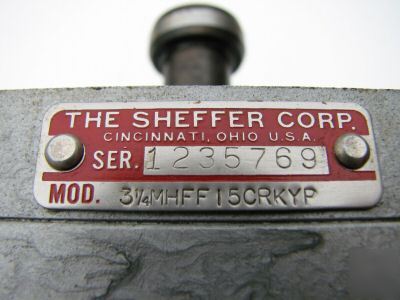 THE SHEFFER CORP.
CINCINNATI, OHIO U.S.A.
SER. 1235769
MOD. 3¼MHFF15CRKYP